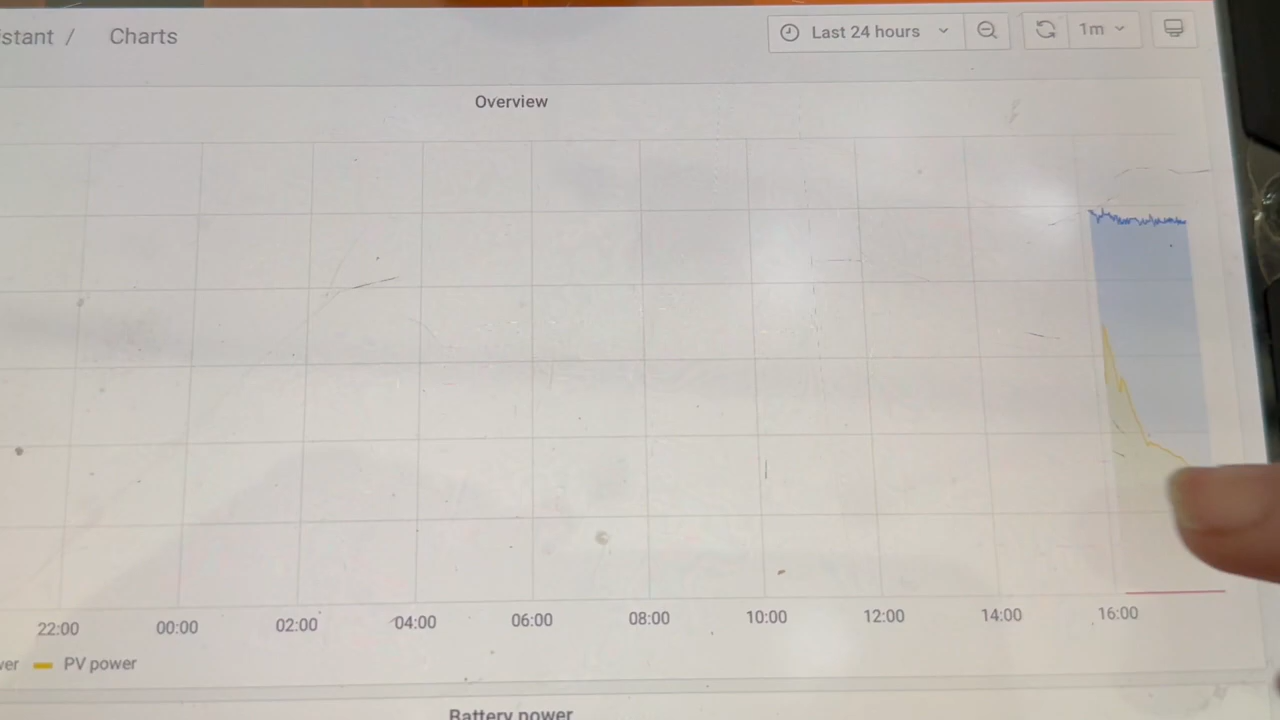 stant / Charts
Last 24 hours
1m
Overview
22:00 00:00 02:00 04:00 06:00 08:00 10:00 12:00 14:00 16:00
ver PV power
Battery power